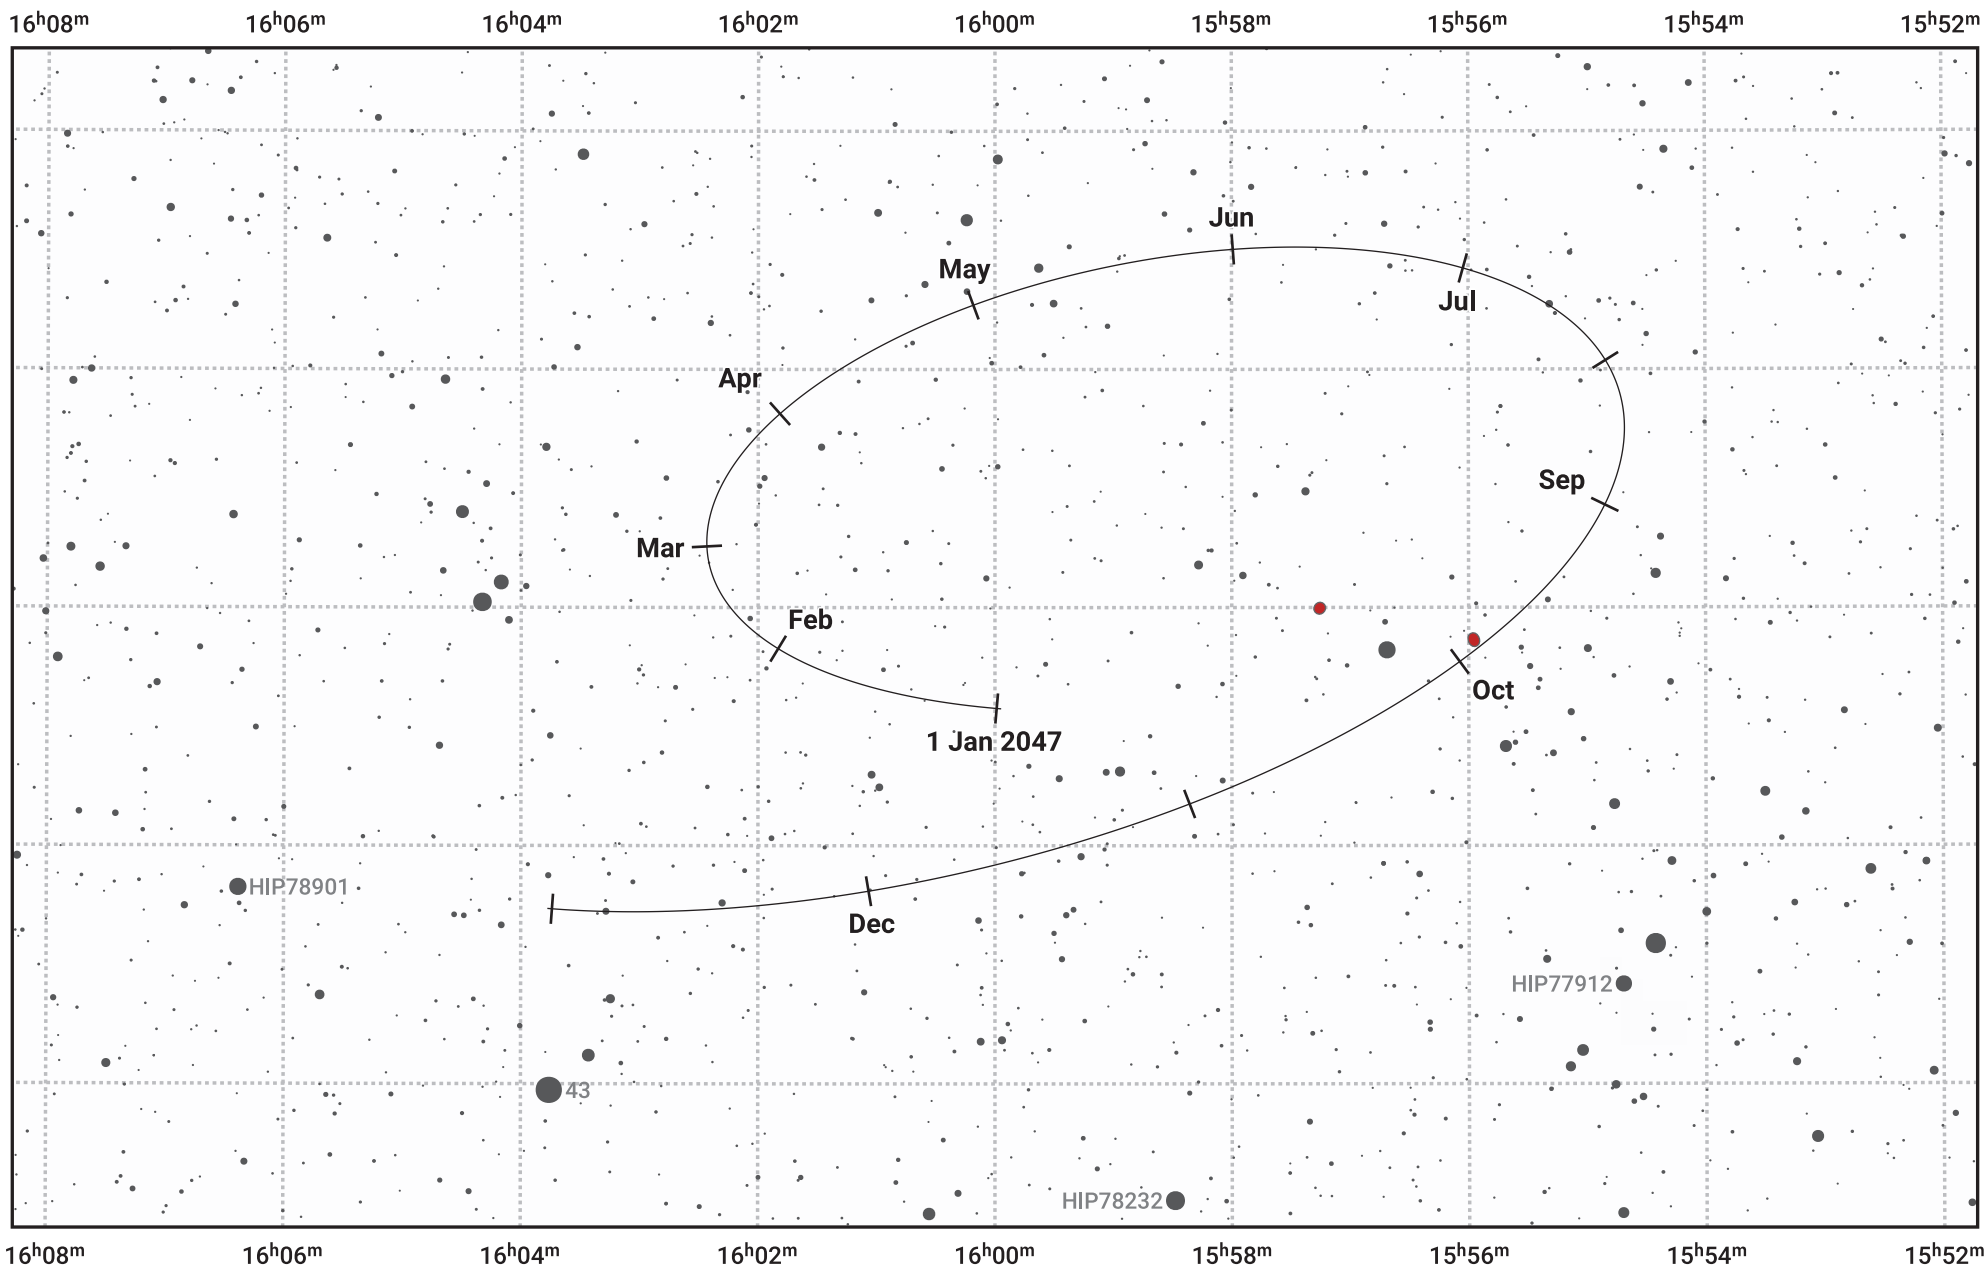 16ʰ08ᵐ 16ʰ06ᵐ 16ʰ04ᵐ 16ʰ02ᵐ 16ʰ00ᵐ 15ʰ58ᵐ 15ʰ56ᵐ 15ʰ54ᵐ 15ʰ52ᵐ
Jun
May
Jul
Apr
Sep
Mar
Feb
Oct
1 Jan 2047
HIP78901
Dec
HIP77912
43
HIP78232
16ʰ08ᵐ 16ʰ06ᵐ 16ʰ04ᵐ 16ʰ02ᵐ 16ʰ00ᵐ 15ʰ58ᵐ 15ʰ56ᵐ 15ʰ54ᵐ 15ʰ52ᵐ